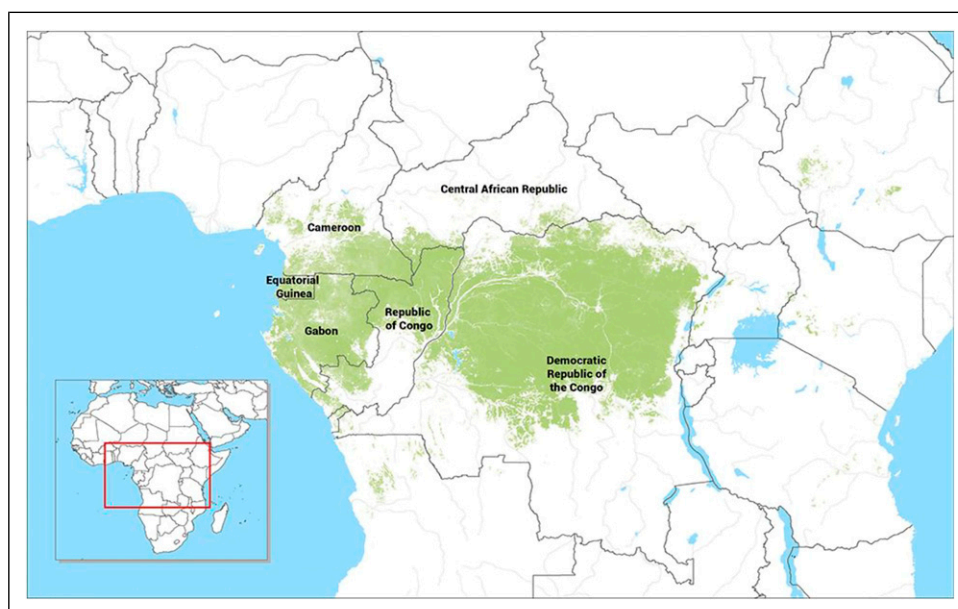 Central African Republic
Cameroon
Equatorial
Guinea
Gabon
Republic
of Congo
Democratic
Republic of
the Congo